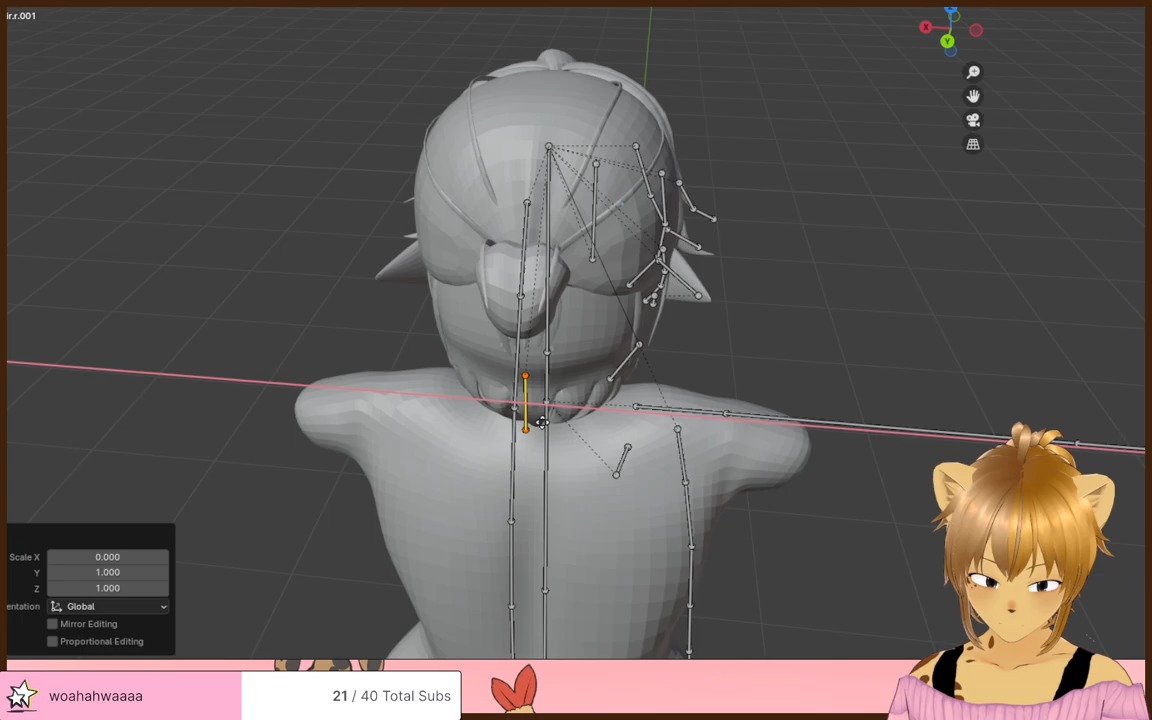 ir.r.001
X
Y
Scale X 0.000
Y 1.000
Z 1.000
entation Global
Mirror Editing
Proportional Editing
woahahwaaaa 21 / 40 Total Subs